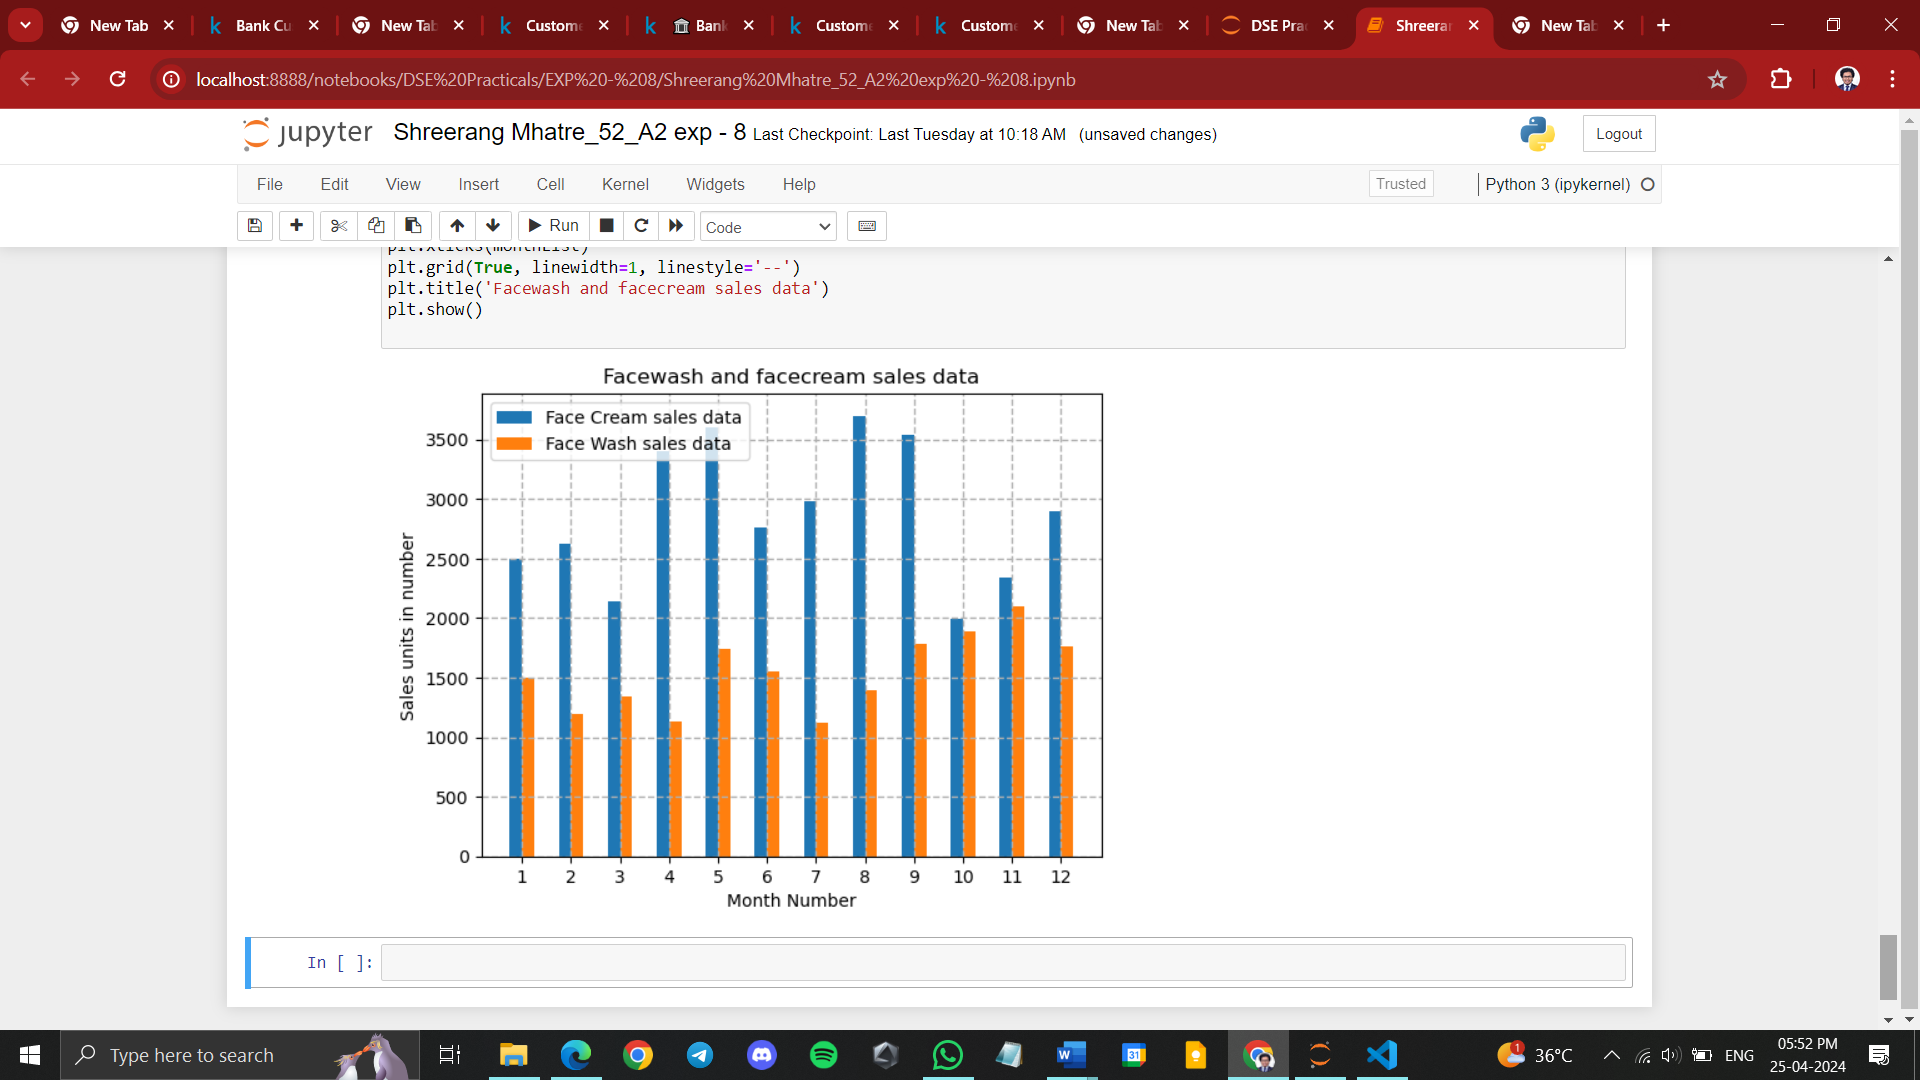 New Tab
Bank Cu
New Tab
Custome
Bank
Custome
Custome
New Tab
DSE Prac
Shreeran
New Tab
localhost:8888/notebooks/DSE%20Practicals/EXP%20-%208/Shreerang%20Mhatre_52_A2%20exp%20-%208.ipynb
jupyter Shreerang Mhatre_52_A2 exp - 8 Last Checkpoint: Last Tuesday at 10:18 AM (unsaved changes)
Logout
File Edit View Insert Cell Kernel Widgets Help
Trusted
Python 3 (ipykernel)
Run
Code
plt.xticks(monthList)
plt.grid(True, linewidth=1, linestyle='--')
plt.title('Facewash and facecream sales data')
plt.show()
Facewash and facecream sales data
Face Cream sales data
Face Wash sales data
3500
3000
2500
2000
1500
1000
500
0
Sales units in number
1 2 3 4 5 6 7 8 9 10 11 12
Month Number
In [ ]:
Type here to search
W
31
1
36°C
ENG
05:52 PM
25-04-2024